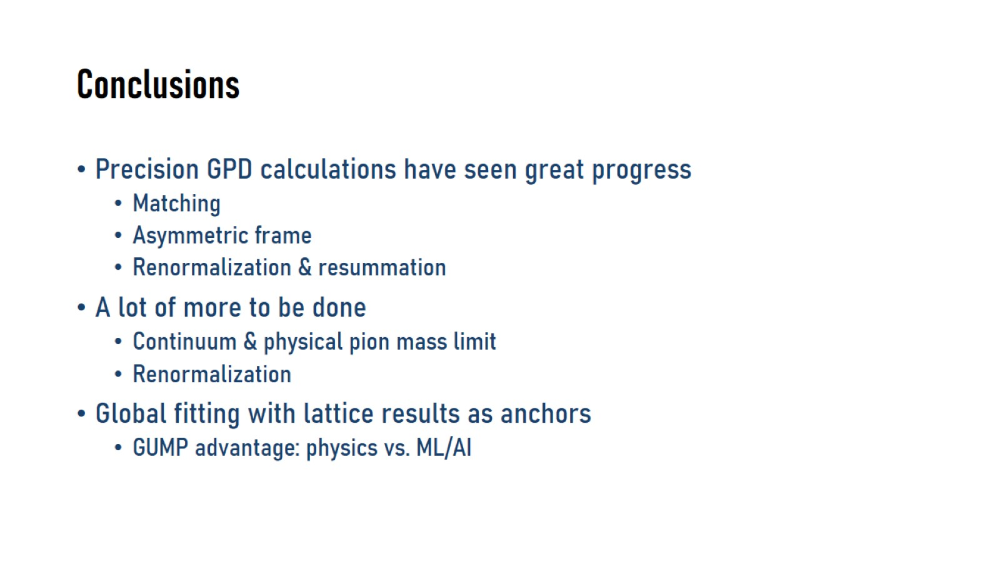 Conclusions
• Precision GPD calculations have seen great progress
• Matching
• Asymmetric frame
• Renormalization & resummation
• A lot of more to be done
• Continuum & physical pion mass limit
• Renormalization
• Global fitting with lattice results as anchors
• GUMP advantage: physics vs. ML/AI